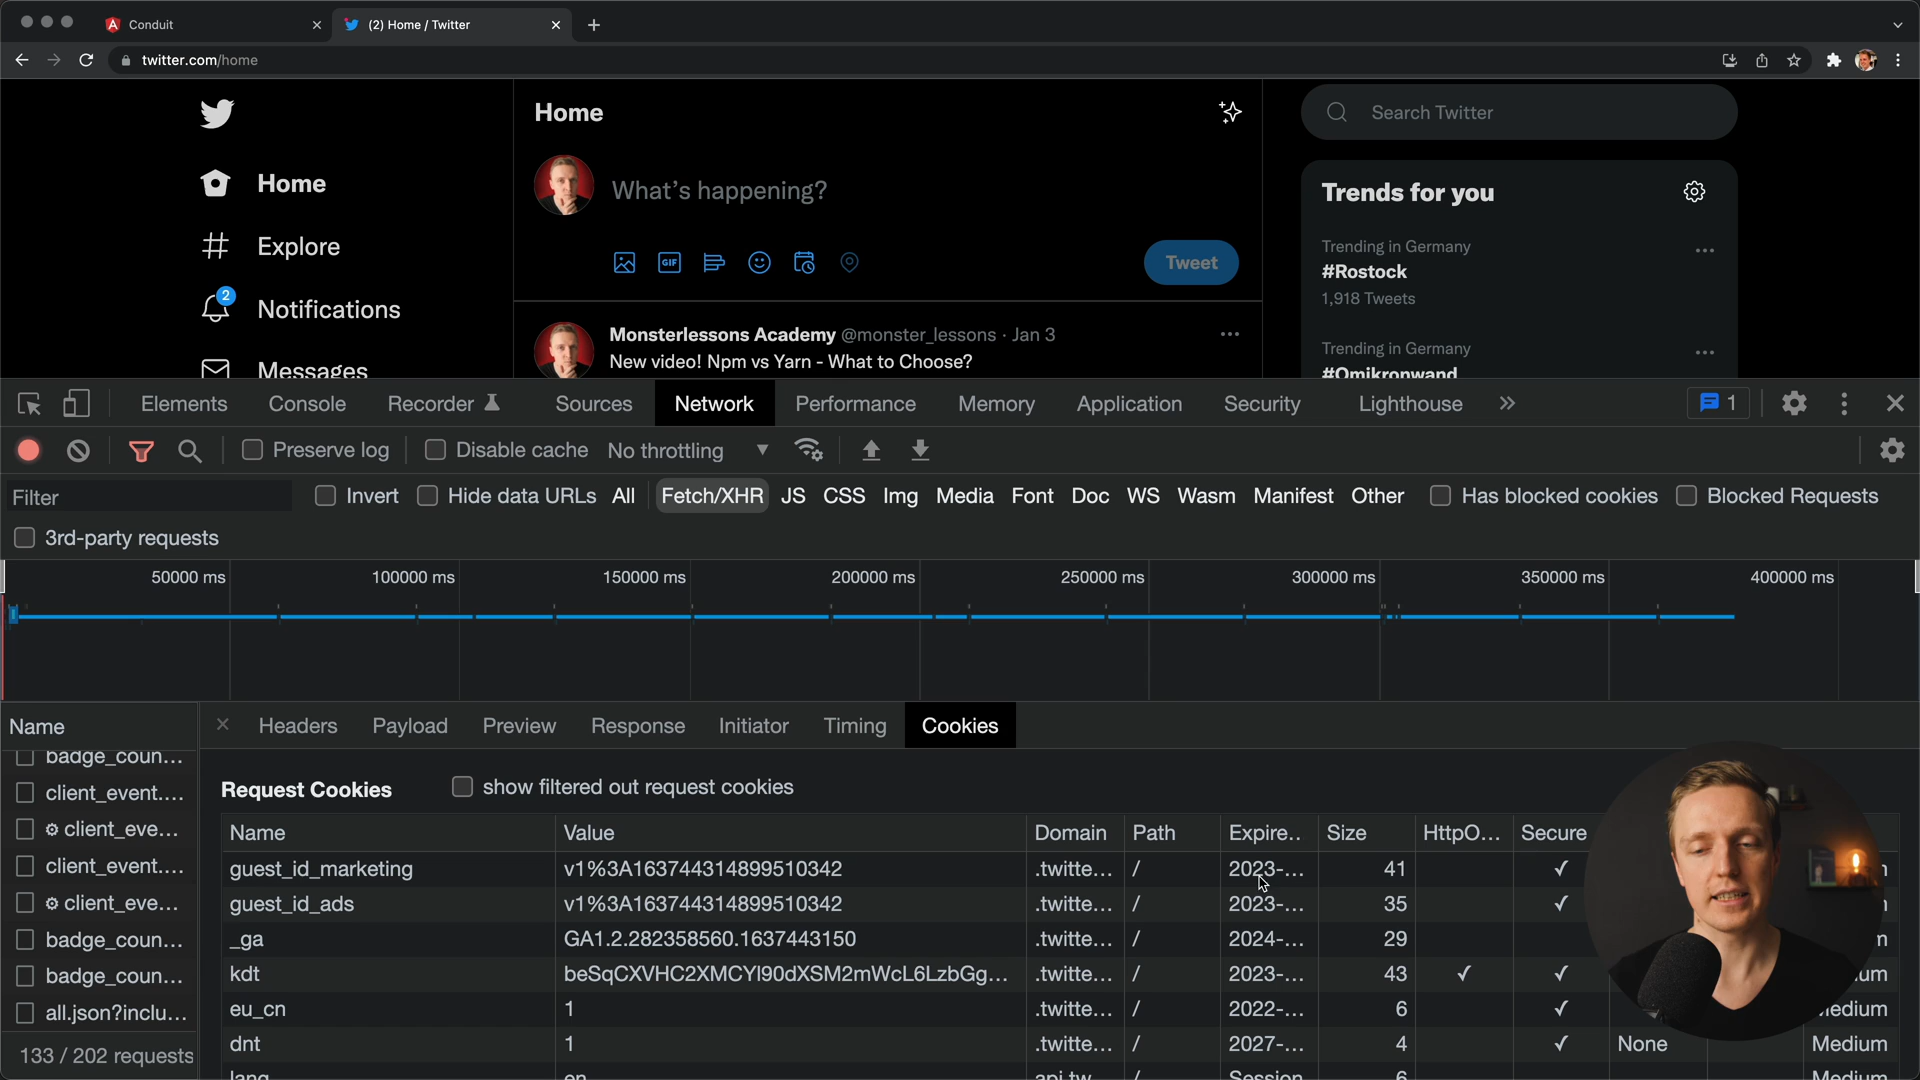 Conduit
(2) Home / Twitter
twitter.com/home
Home
Search Twitter
What's happening?
Trends for you
Home
Explore
Trending in Germany
#Rostock
1,918 Tweets
GIF
Tweet
2
Notifications
Monsterlessons Academy @monster_lessons · Jan 3
New video! Npm vs Yarn - What to Choose?
Trending in Germany
#Omikronwand
Messages
Elements Console Recorder Sources Network Performance Memory Application Security Lighthouse 1
Preserve log Disable cache No throttling
Filter Invert Hide data URLs All Fetch/XHR JS CSS Img Media Font Doc WS Wasm Manifest Other Has blocked cookies Blocked Requests
3rd-party requests
50000 ms 100000 ms 150000 ms 200000 ms 250000 ms 300000 ms 350000 ms 400000 ms
Name
Headers Payload Preview Response Initiator Timing Cookies
badge_coun...
client_event....
client_eve...
client_event....
client_eve...
badge_coun...
badge_coun...
all.json?inclu...
133 / 202 requests
Request Cookies show filtered out request cookies
Name Value Domain Path Expire.. Size HttpO... Secure
guest_id_marketing v1%3A163744314899510342 .twitte... / 2023-... 41 ✓
guest_id_ads v1%3A163744314899510342 .twitte... / 2023-... 35 ✓
_ga GA1.2.282358560.1637443150 .twitte... / 2024-... 29
kdt beSqCXVHC2XMCYI90dXSM2mWcL6LzbGg... .twitte... / 2023-... 43 ✓ ✓
eu_cn 1 .twitte... / 2022-... 6 ✓
dnt 1 .twitte... / 2027-... 4 ✓ None Medium
lang en api.tw... / Session 6 Medium